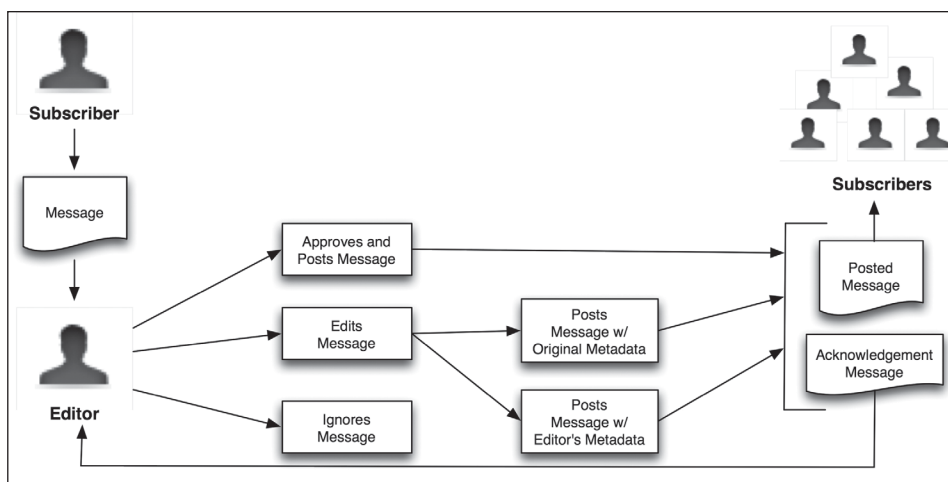 Subscriber
Message
Editor
Approves and
Posts Message
Edits
Message
Ignores
Message
Posts
Message w/
Original Metadata
Posts
Message w/
Editor's Metadata
Subscribers
Posted
Message
Acknowledgement
Message